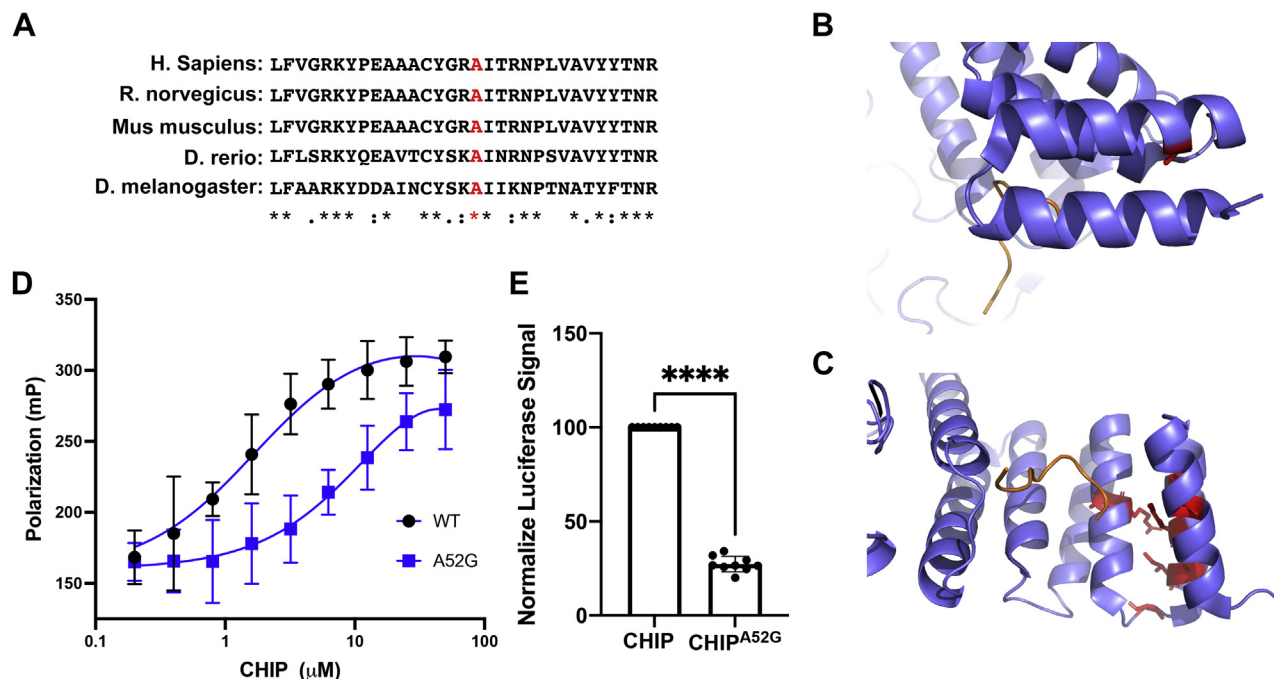 A
H. Sapiens: LFVGRKYPEAAACYGRAITRNPLVAVYYTNR
R. norvegicus: LFVGRKYPEAAACYGRAITRNPLVAVYYTNR
Mus musculus: LFVGRKYPEAAACYGRAITRNPLVAVYYTNR
D. rerio: LFLSRKYQEAVTCYSKAINRNPSVAVYYTNR
D. melanogaster: LFAARKYDDAINCYSKAIIKNPTNATYFTNR
** .*** :* **.:** :** *.*:***
B
D
350
300
250
200
150
Polarization (mP)
WT
A52G
0.1 1 10 100
CHIP (μM)
E
150
100
50
0
Normalize Luciferase Signal
****
CHIP CHIP^A52G
C